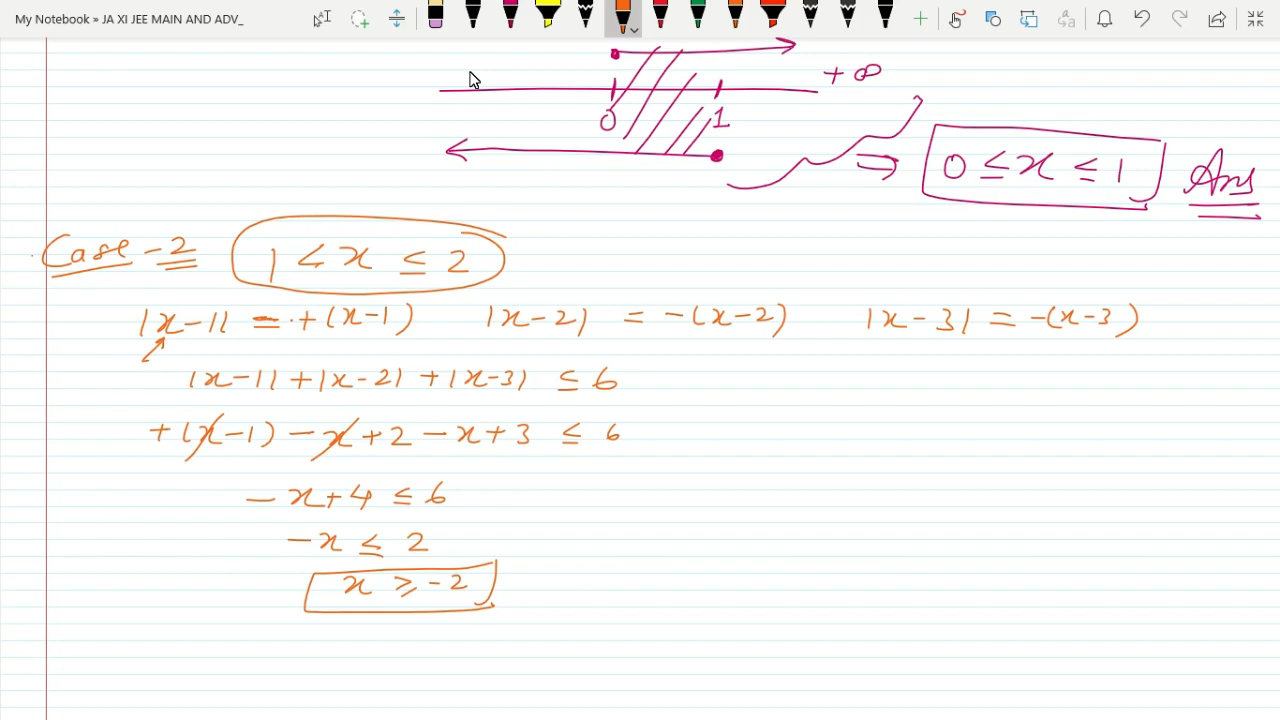 My Notebook » JA XI JEE MAIN AND ADV_
+ ∞
0 1
⇒ 0 ≤ x ≤ 1 Ans
Case-2 1 < x ≤ 2
|x-1| = +(x-1) |x-2| = -(x-2) |x-3| = -(x-3)
|x-1| + |x-2| + |x-3| ≤ 6
+(x-1) - x + 2 - x + 3 ≤ 6
- x + 4 ≤ 6
- x ≤ 2
x ≥ -2